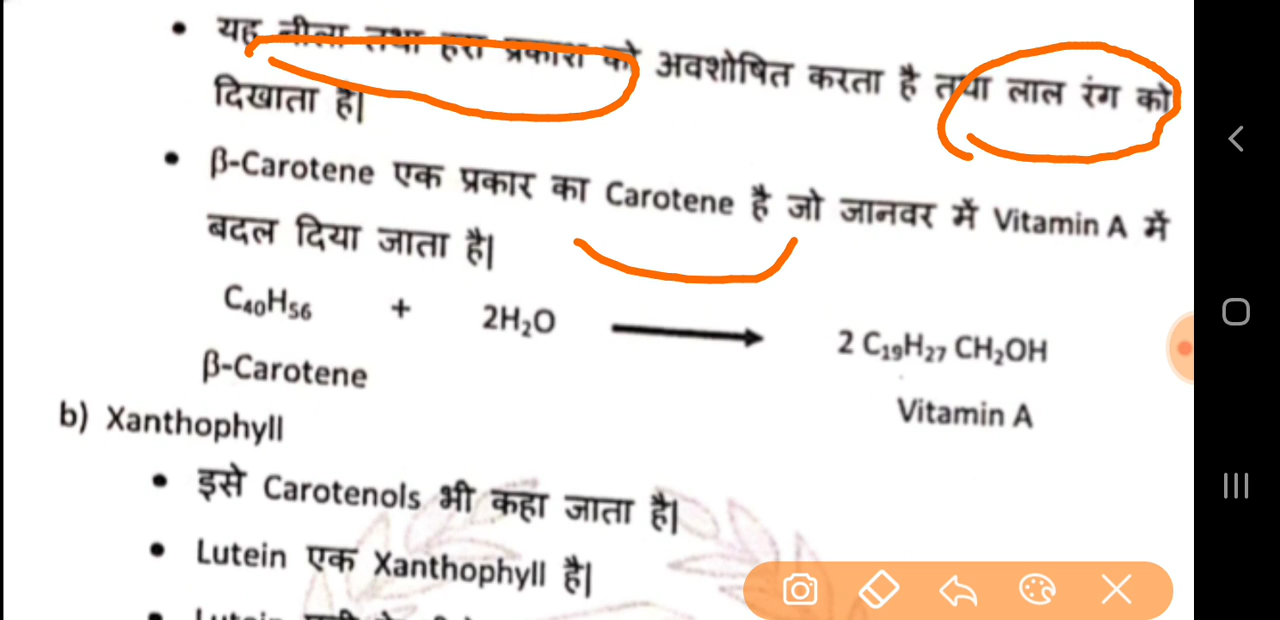 • यह नीला तथा हरा प्रकाश को अवशोषित करता है तथा लाल रंग को
दिखाता है|
• β-Carotene एक प्रकार का Carotene है जो जानवर में Vitamin A में
बदल दिया जाता है|
C₄₀H₅₆ + 2H₂O ⟶ 2 C₁₉H₂₇ CH₂OH
β-Carotene Vitamin A
b) Xanthophyll
• इसे Carotenols भी कहा जाता है|
• Lutein एक Xanthophyll है|
• Lutein